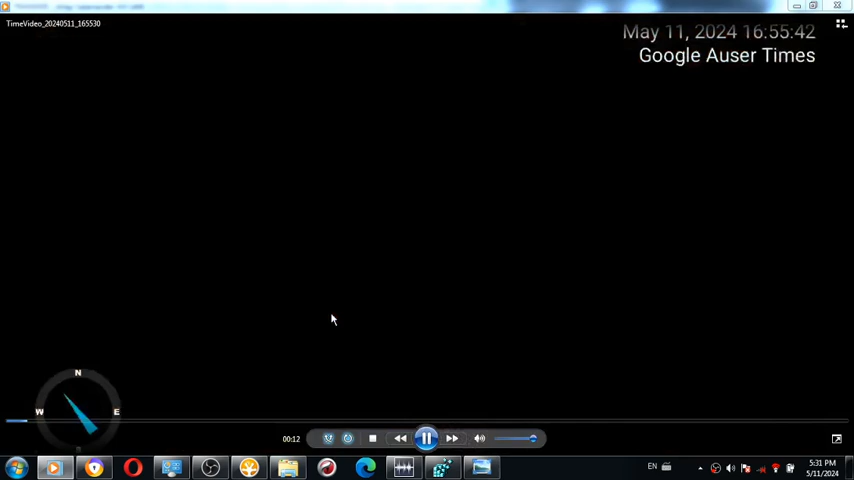 TimeVideo_20240511_165530
May 11, 2024 16:55:42
Google Auser Times
N
W
E
00:12
EN
5:31 PM
5/11/2024